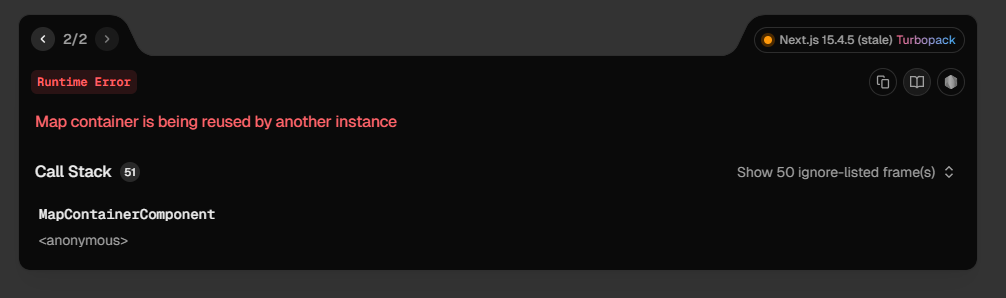 2/2
Next.js 15.4.5 (stale) Turbopack
Runtime Error
Map container is being reused by another instance
Call Stack 51
Show 50 ignore-listed frame(s)
MapContainerComponent
<anonymous>